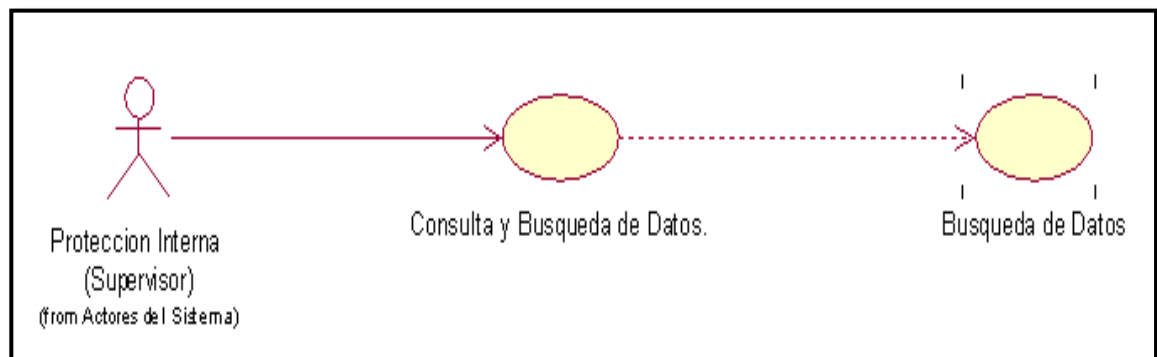 Proteccion Interna
(Supervisor)
(from Actores del Sistema)
Consulta y Busqueda de Datos.
Busqueda de Datos